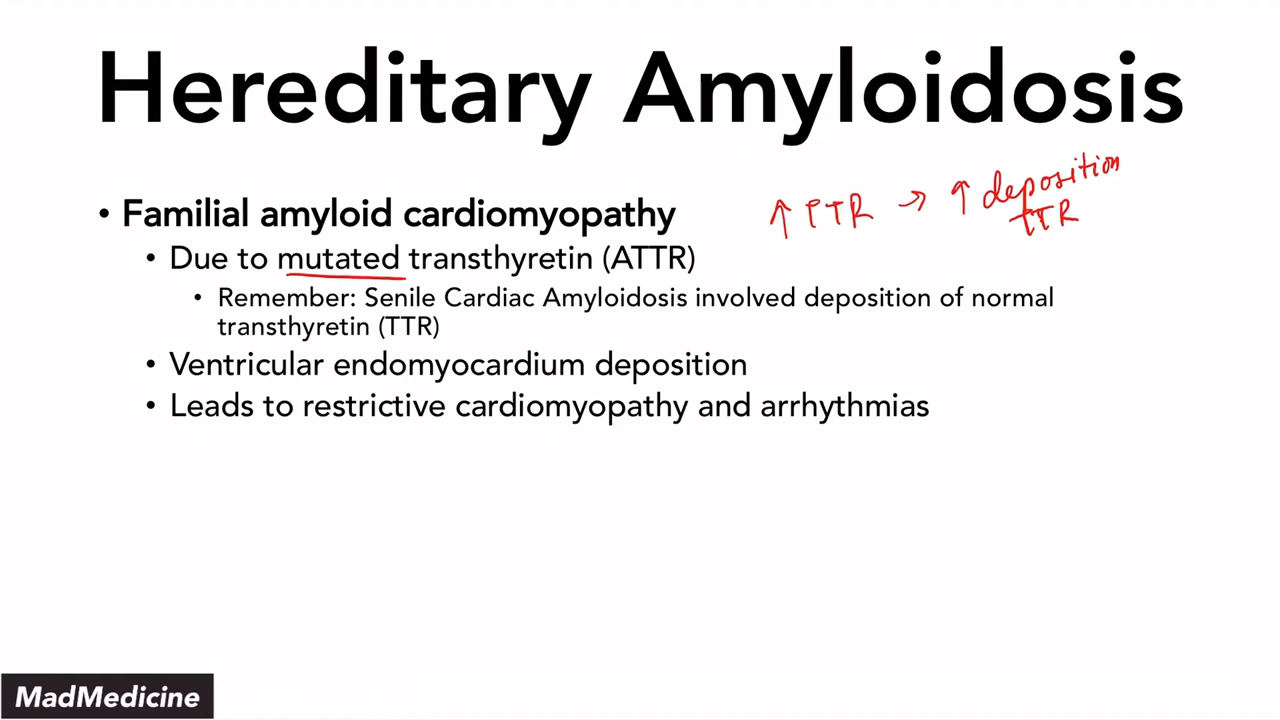 Hereditary Amyloidosis
• Familial amyloid cardiomyopathy
↑ TTR → ↑ deposition
TTR
• Due to mutated transthyretin (ATTR)
• Remember: Senile Cardiac Amyloidosis involved deposition of normal
transthyretin (TTR)
• Ventricular endomyocardium deposition
• Leads to restrictive cardiomyopathy and arrhythmias
MadMedicine